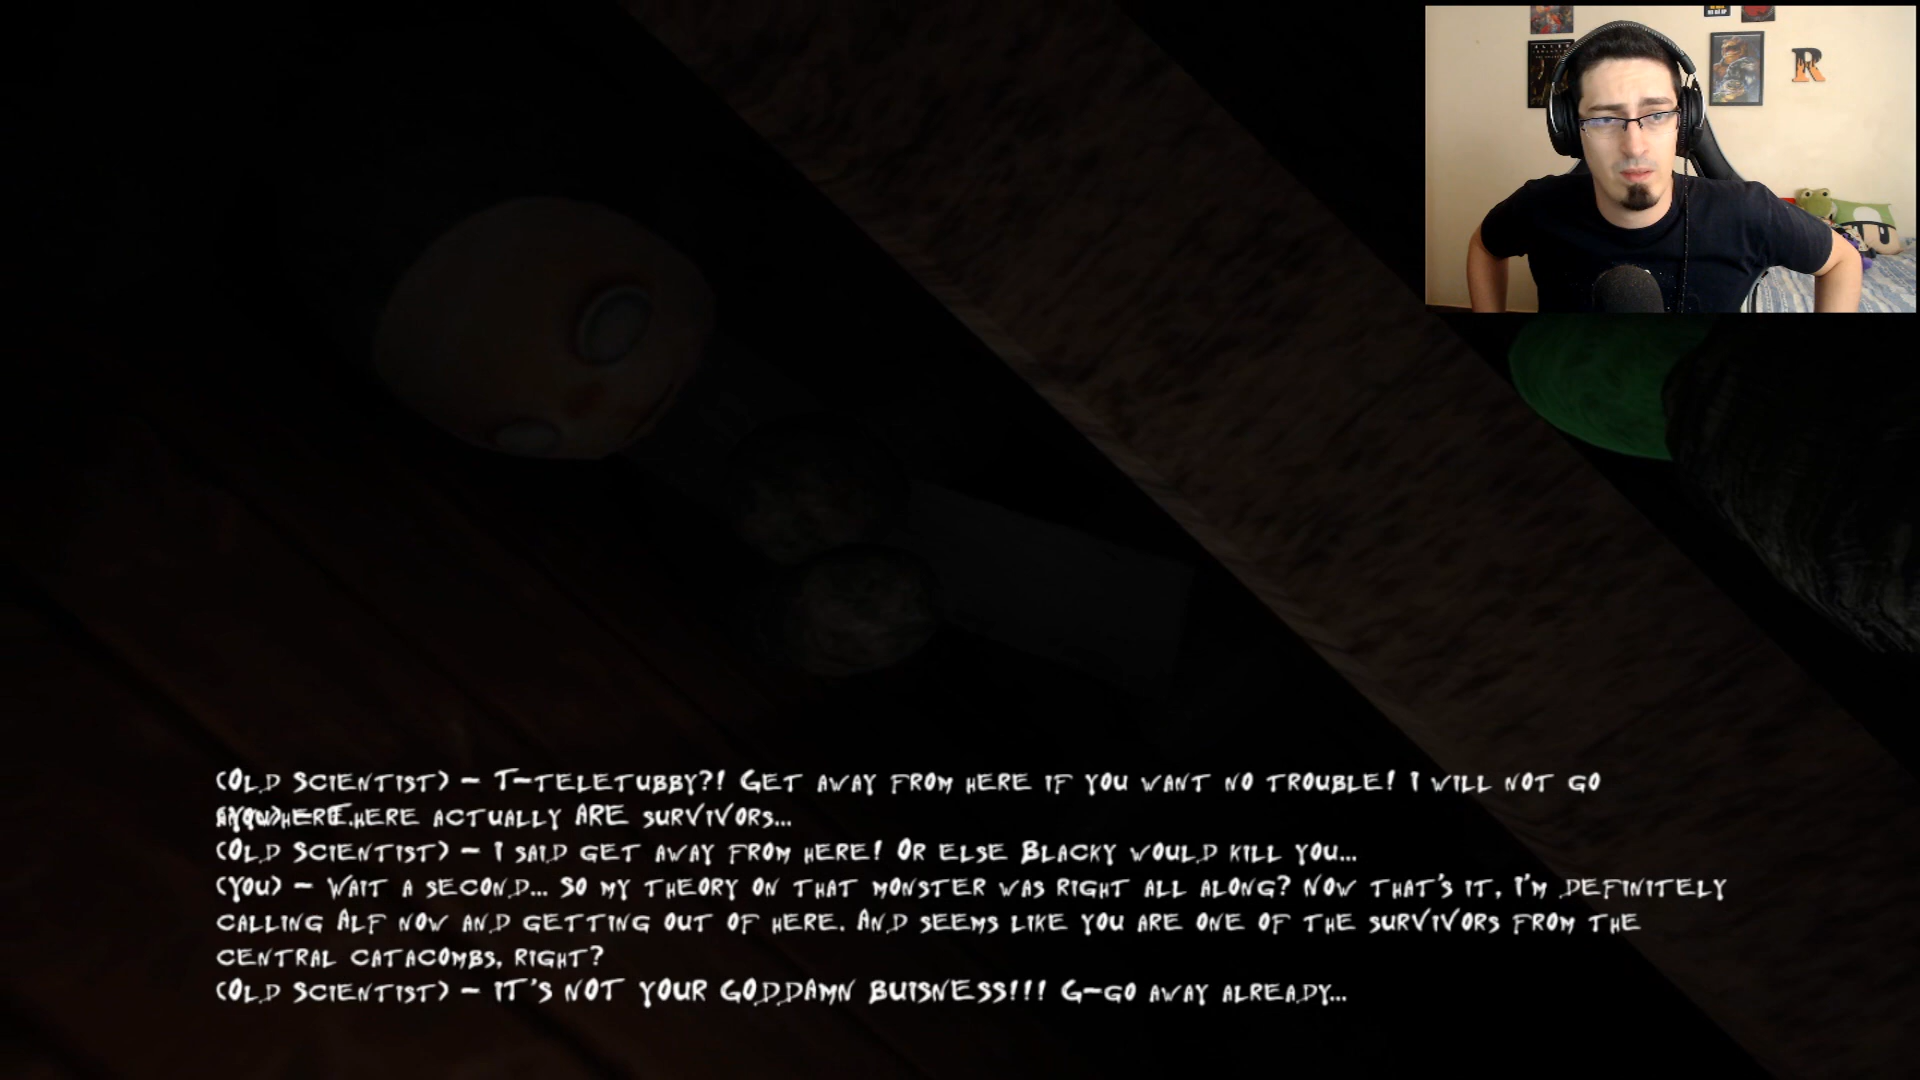 (Old Scientist) – T-teletubby?! Get away from here if you want no trouble! I will not go
here actually ARE survivors...
(Old Scientist) – I said get away from here! Or else Blacky would kill you...
(You) – Wait a second... So my theory on that monster was right all along? Now that's it, I'm definitely
calling Alf now and getting out of here. And seems like you are one of the survivors from the
central catacombs, right?
(Old Scientist) – IT'S NOT YOUR GODDAMN BUISNESS!!! G-go away already...
R